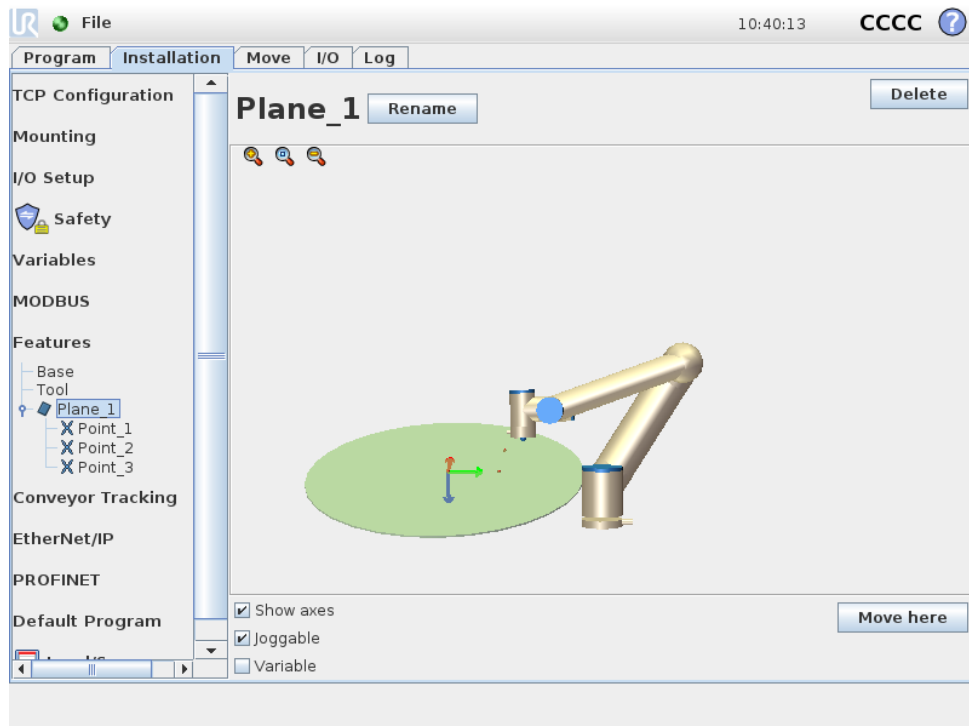 UR File 10:40:13 CCCC ?
Program Installation Move I/O Log
TCP Configuration
Mounting
I/O Setup
Safety
Variables
MODBUS
Features
Base
Tool
Plane_1
Point_1
Point_2
Point_3
Conveyor Tracking
EtherNet/IP
PROFINET
Default Program
Plane_1 Rename Delete
Show axes
Joggable
Variable
Move here